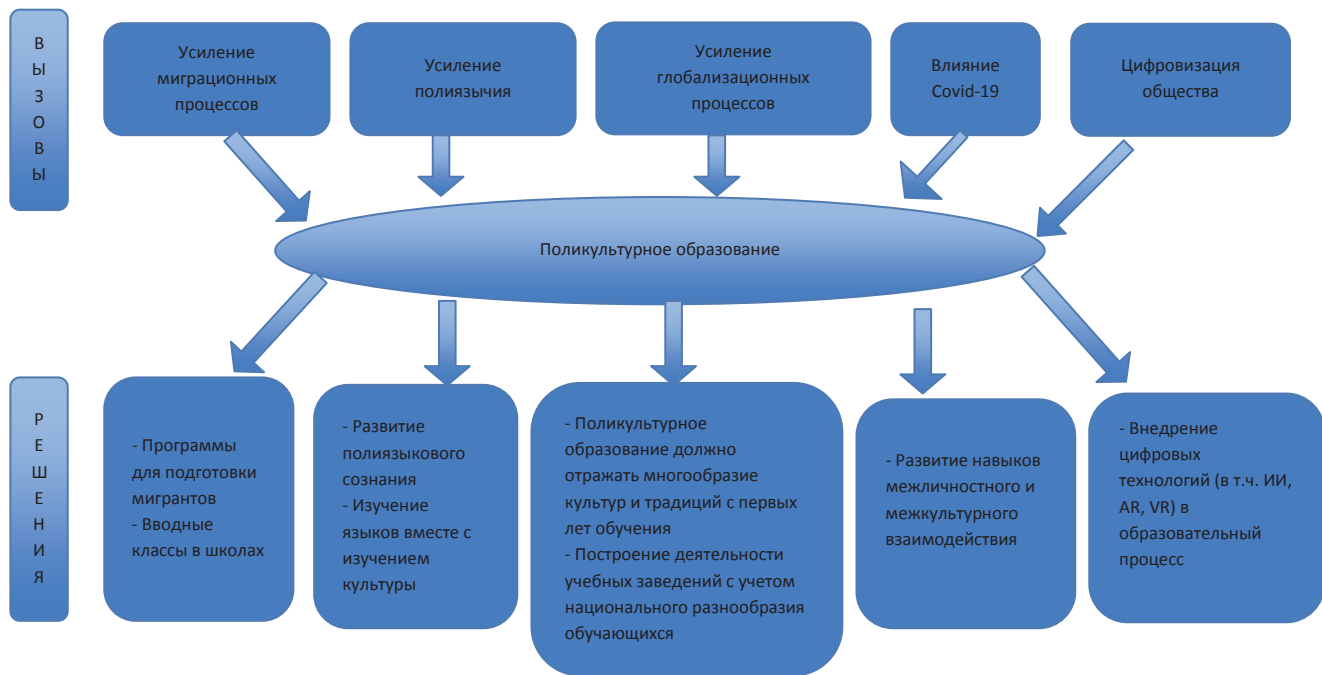 В
Ы
З
О
В
Ы
Усиление
миграционных
процессов
Усиление
полиязычия
Усиление
глобализационных
процессов
Влияние
Covid-19
Цифровизация
общества
Поликультурное образование
Р
Е
Ш
Е
Н
И
Я
- Программы
для подготовки
мигрантов
- Вводные
классы в школах
- Развитие
полиязыкового
сознания
- Изучение
языков вместе с
изучением
культуры
- Поликультурное
образование должно
отражать многообразие
культур и традиций с первых
лет обучения
- Построение деятельности
учебных заведений с учетом
национального разнообразия
обучающихся
- Развитие навыков
межличностного и
межкультурного
взаимодействия
- Внедрение
цифровых
технологий (в т.ч. ИИ,
AR, VR) в
образовательный
процесс